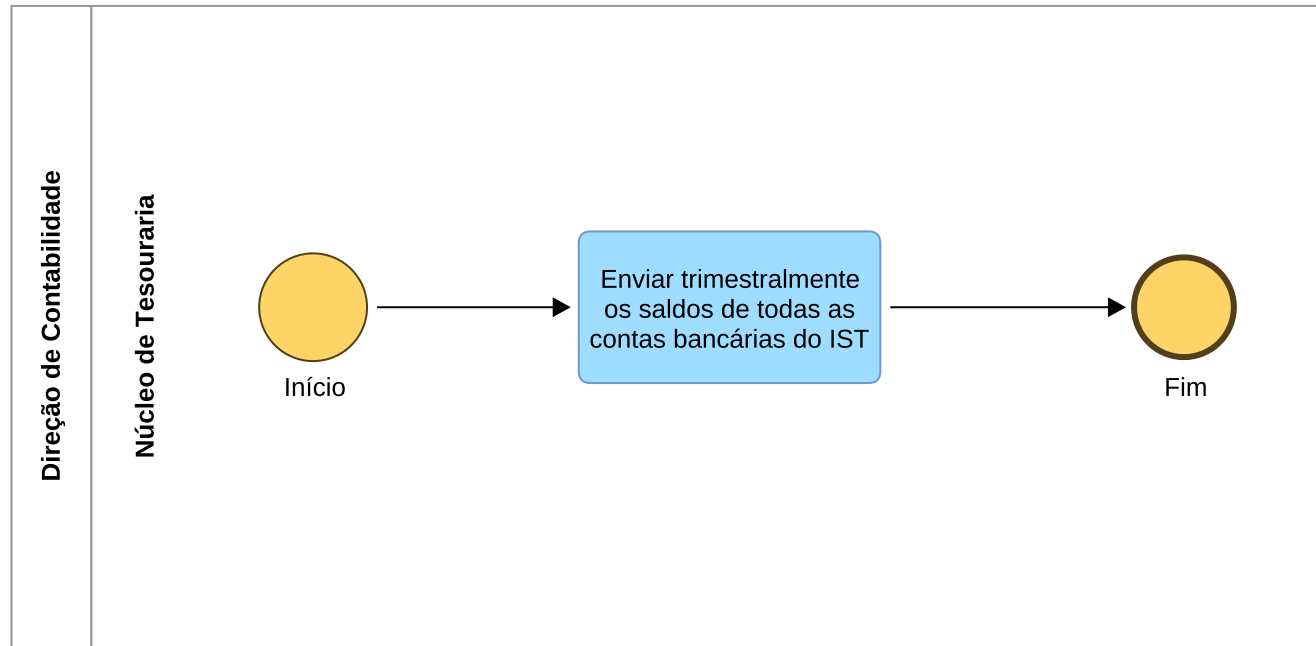 Direção de Contabilidade
Núcleo de Tesouraria
Início
Enviar trimestralmente
os saldos de todas as
contas bancárias do IST
Fim